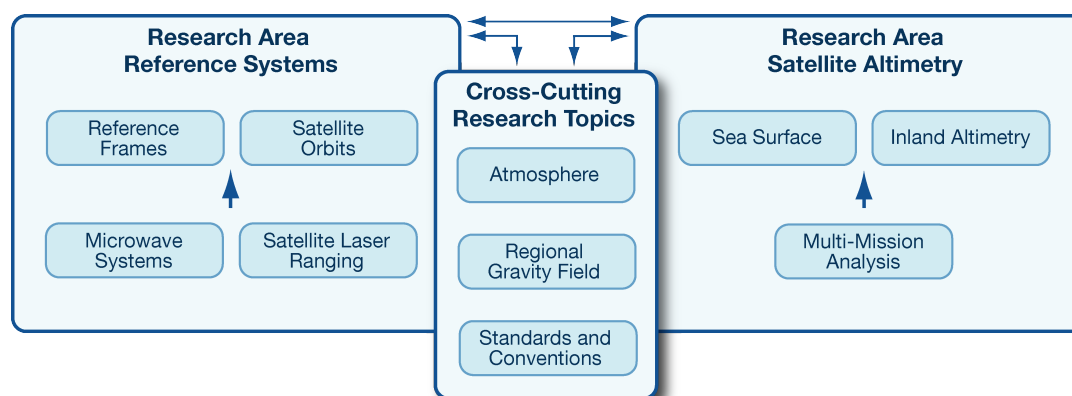 Research Area
Reference Systems
Reference
Frames
Satellite
Orbits
Microwave
Systems
Satellite Laser
Ranging
Cross-Cutting
Research Topics
Atmosphere
Regional
Gravity Field
Standards and
Conventions
Research Area
Satellite Altimetry
Sea Surface
Inland Altimetry
Multi-Mission
Analysis